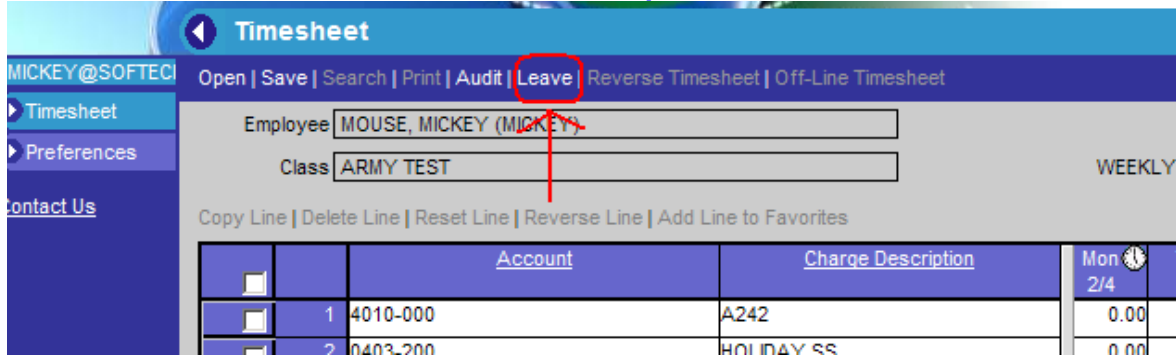 Timesheet
MICKEY@SOFTEC
Open | Save | Search | Print | Audit | Leave | Reverse Timesheet | Off-Line Timesheet
Timesheet
Employee MOUSE, MICKEY (MICKEY)
Preferences
Class ARMY TEST WEEKLY
Contact Us
Copy Line | Delete Line | Reset Line | Reverse Line | Add Line to Favorites
Account Charge Description Mon
2/4
1 4010-000 A242 0.00
2 0403-200 HOLIDAY SS 0.00